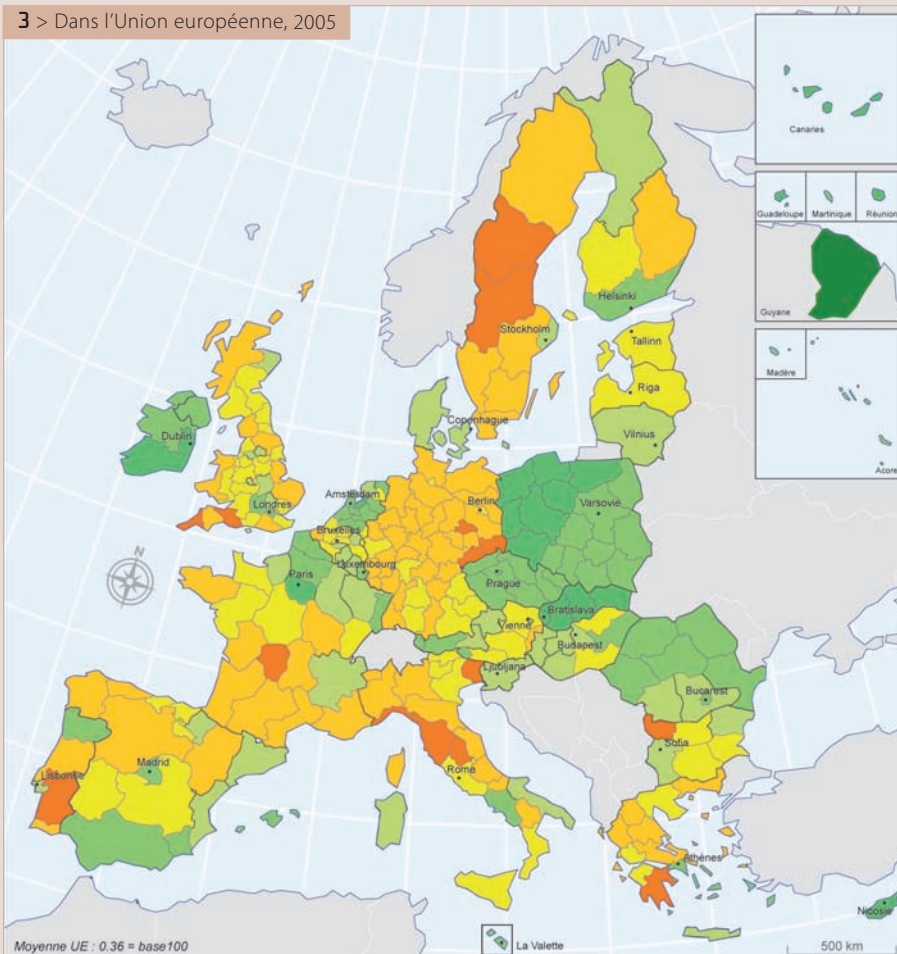 3 > Dans l'Union européenne, 2005
Canaries
Guadeloupe
Martinique
Réunion
Guyane
Madère
Acore
Helsinki
Stockholm
Tallinn
Riga
Copenhague
Vilnius
Dublin
Londres
Amsterdam
Berlin
Varsovie
Bruxelles
Luxembourg
Paris
Prague
Bratislava
Vienne
Budapest
Ljubljana
Bucarest
Sofia
Madrid
Lisbonne
Rome
Athènes
Nicosie
La Valette
N
Moyenne UE : 0.36 = base100
500 km